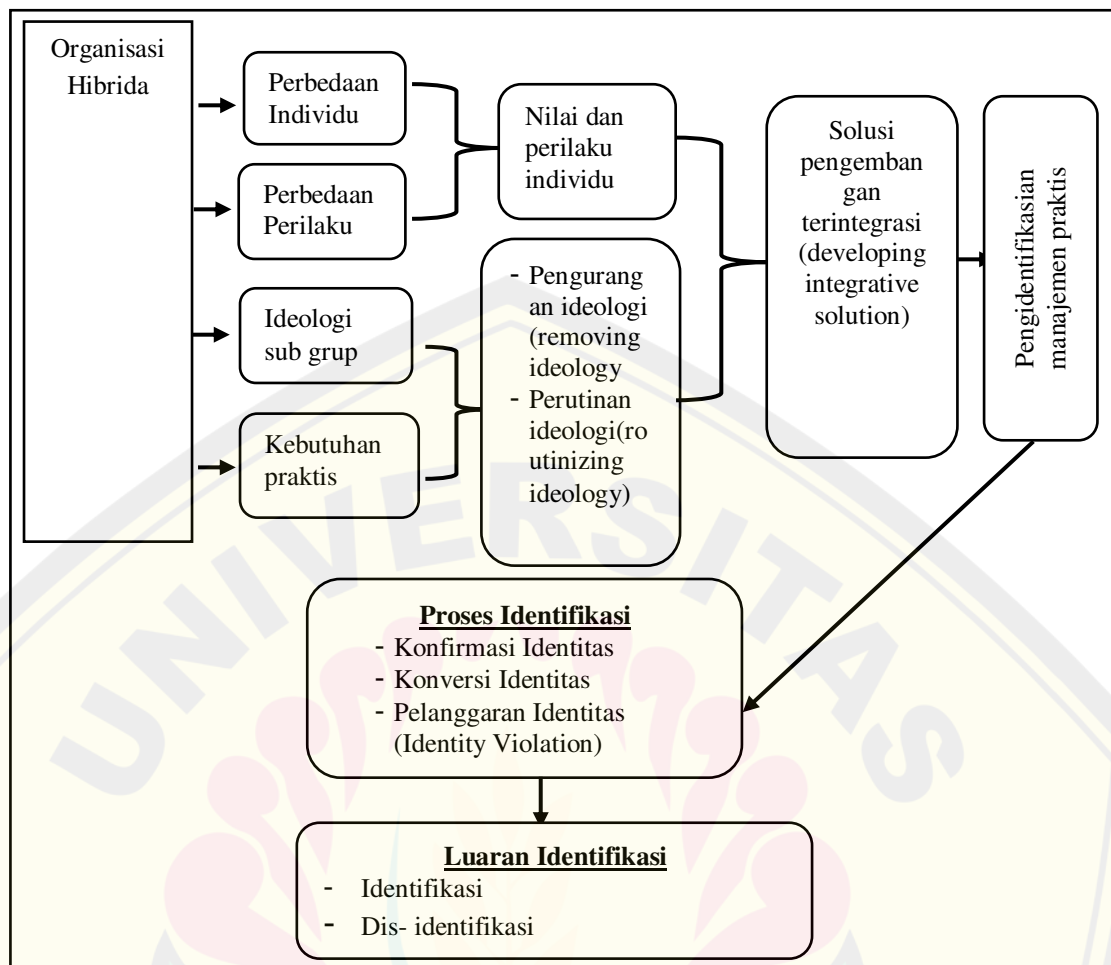 Organisasi
Hibrida
Perbedaan
Individu
Perbedaan
Perilaku
Ideologi
sub grup
Kebutuhan
praktis
Nilai dan
perilaku
individu
- Pengurang
an ideologi
(removing
ideology
- Perutinan
ideologi(ro
utinizing
ideology)
Solusi
pengemban
gan
terintegrasi
(developing
integrative
solution)
Pengidentifikasian
manajemen praktis
Proses Identifikasi
- Konfirmasi Identitas
- Konversi Identitas
- Pelanggaran Identitas
(Identity Violation)
Luaran Identifikasi
- Identifikasi
- Dis- identifikasi
UNIVERSITAS